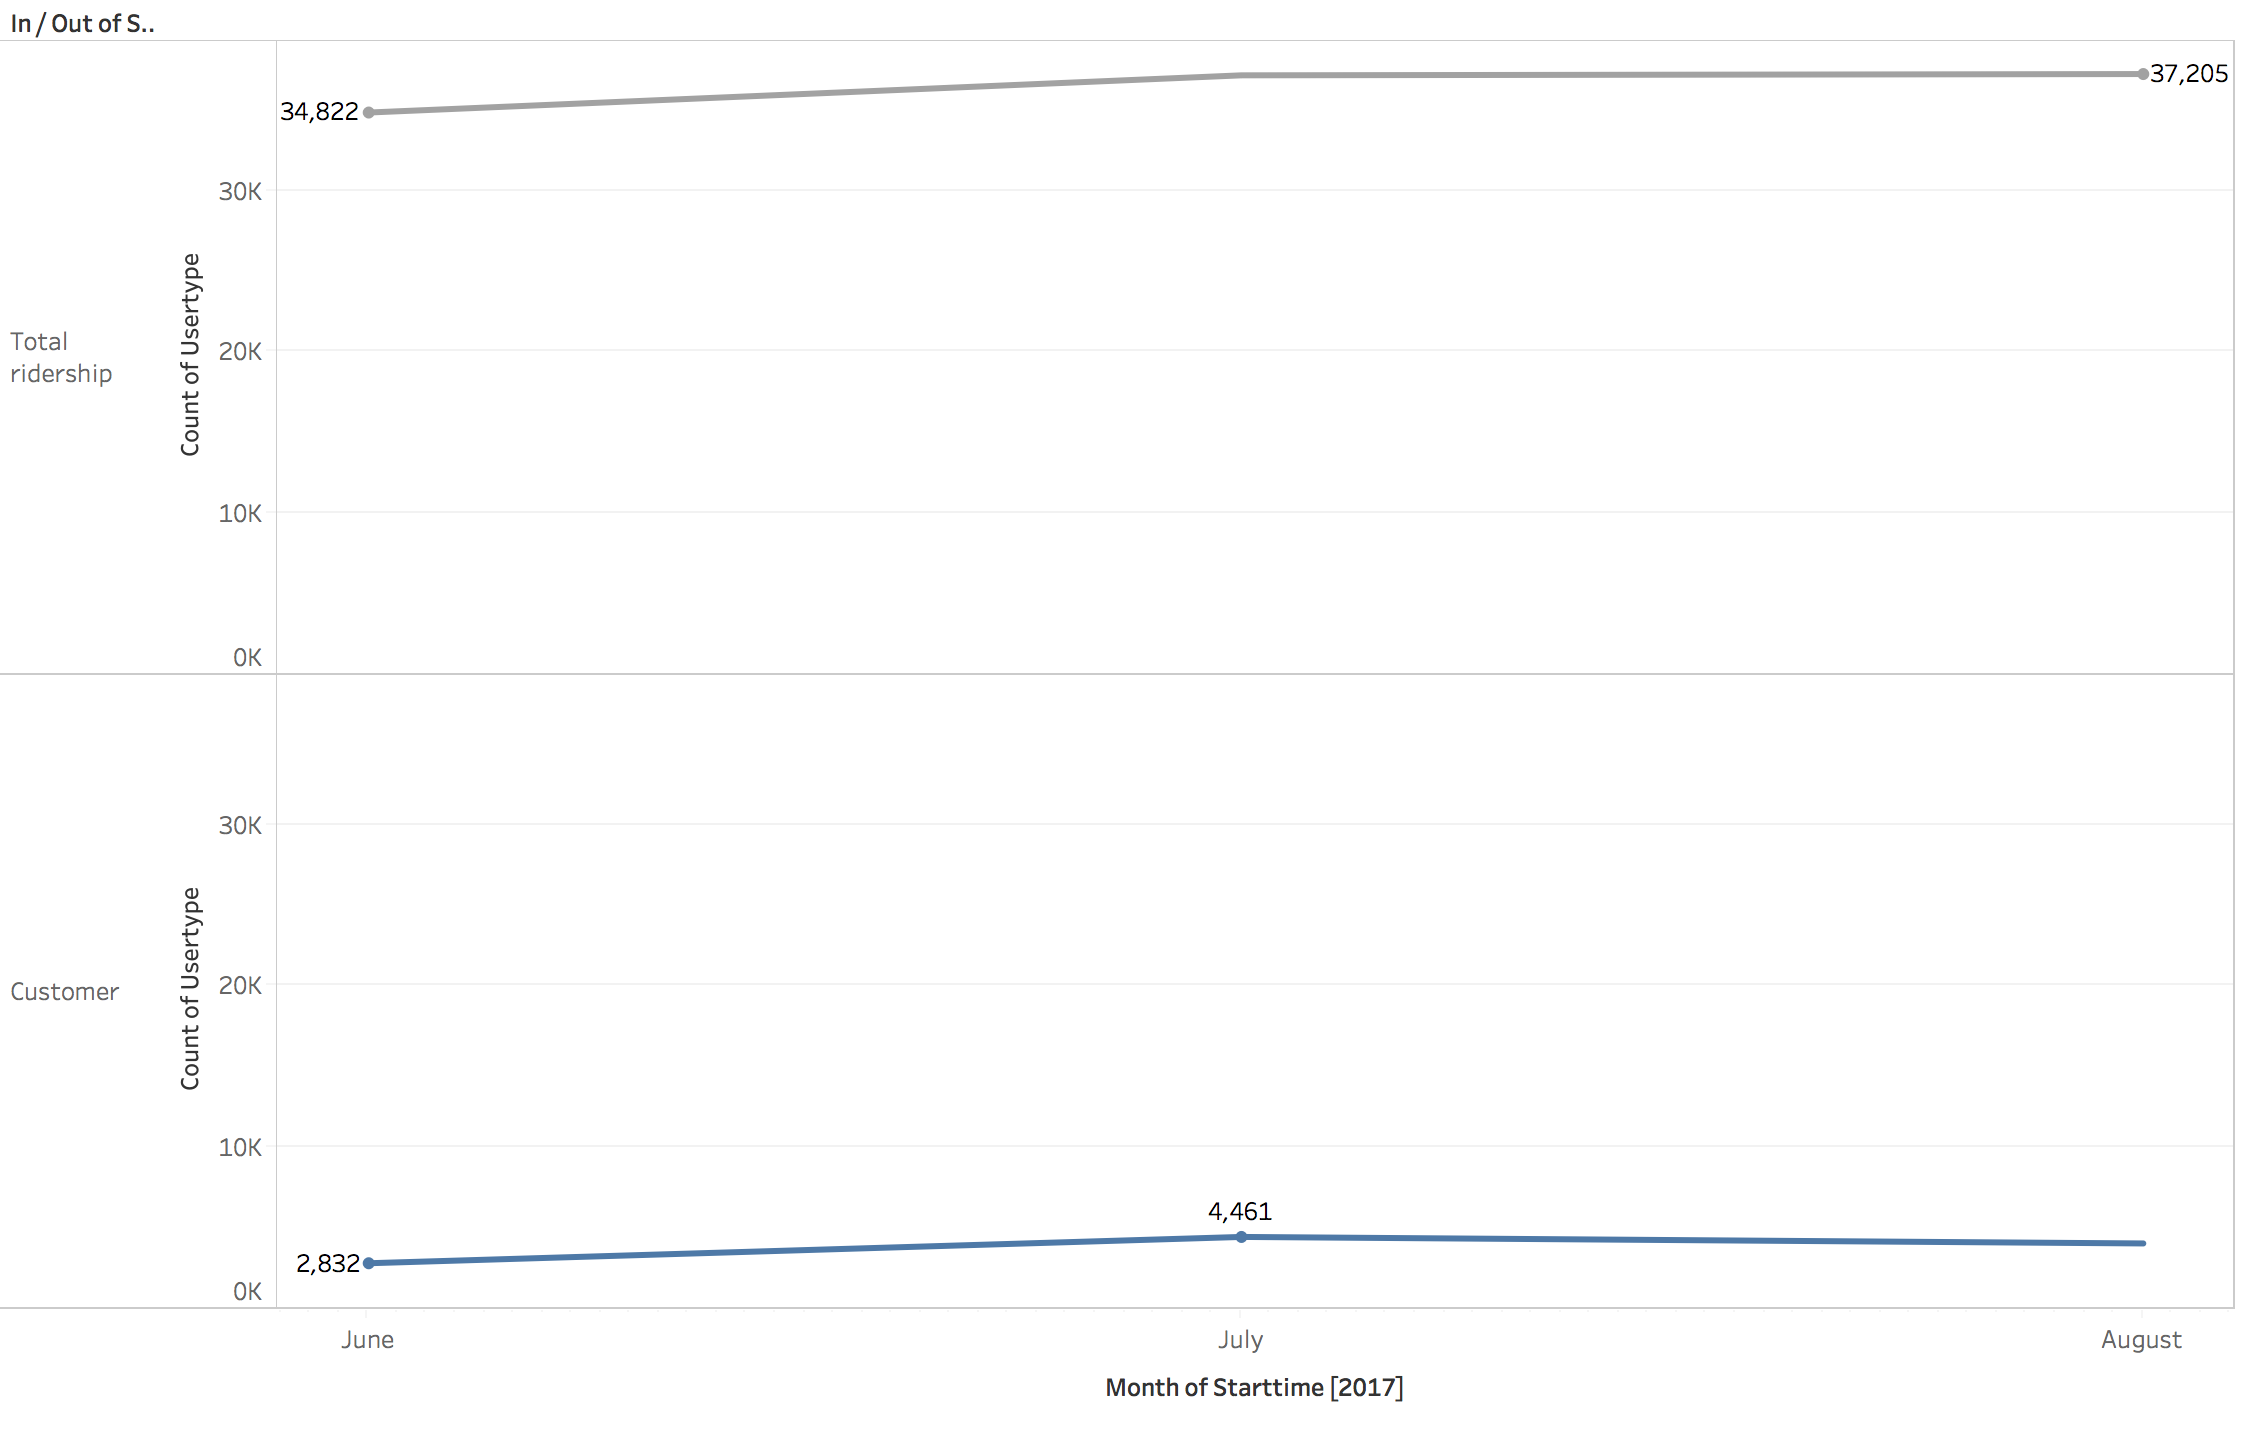 In / Out of S..
37,205
34,822
30K
20K
10K
0K
Count of Usertype
Total
ridership
30K
20K
10K
0K
Count of Usertype
Customer
4,461
2,832
June
July
August
Month of Starttime [2017]